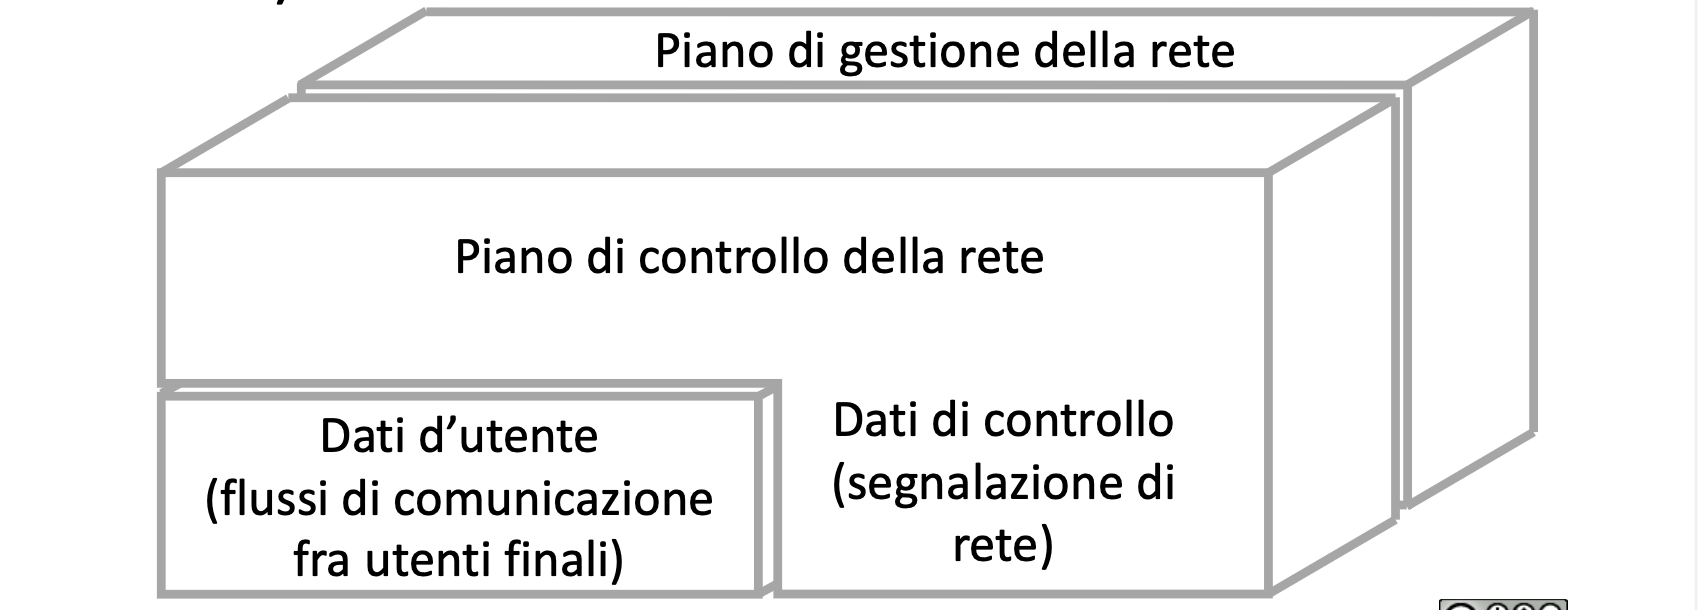 Piano di gestione della rete
Piano di controllo della rete
Dati d’utente
(flussi di comunicazione
fra utenti finali)
Dati di controllo
(segnalazione di
rete)